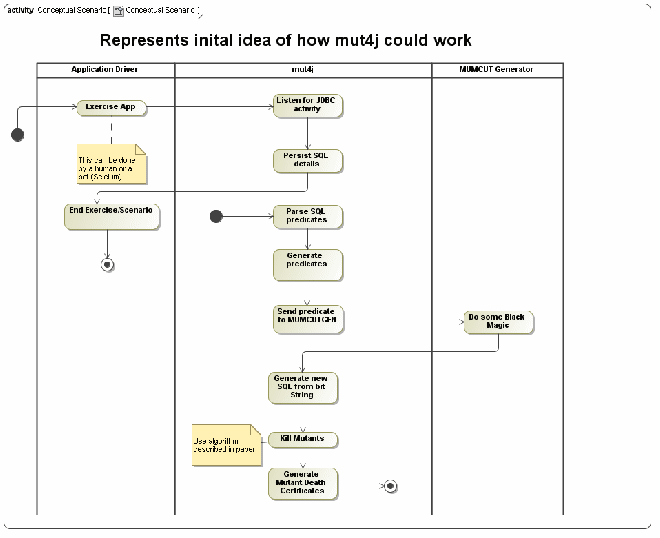 activity Conceptual Scenario [ Conceptual Scenario ]
Represents inital idea of how mut4j could work
Application Driver
mut4j
MUMCUT Generator
Exercise App
Listen for JDBC
activity
This can be done
by a human or a
bot (Selenium)
Persist SQL
details
End Exercise/Scenario
Parse SQL
predicates
Generate
predicates
Send predicate
to MUMCUTGEN
Do some Black
Magic
Generate new
SQL from bit
String
Use algorithm
described in paper
Kill Mutants
Generate
Mutant Death
Certificates